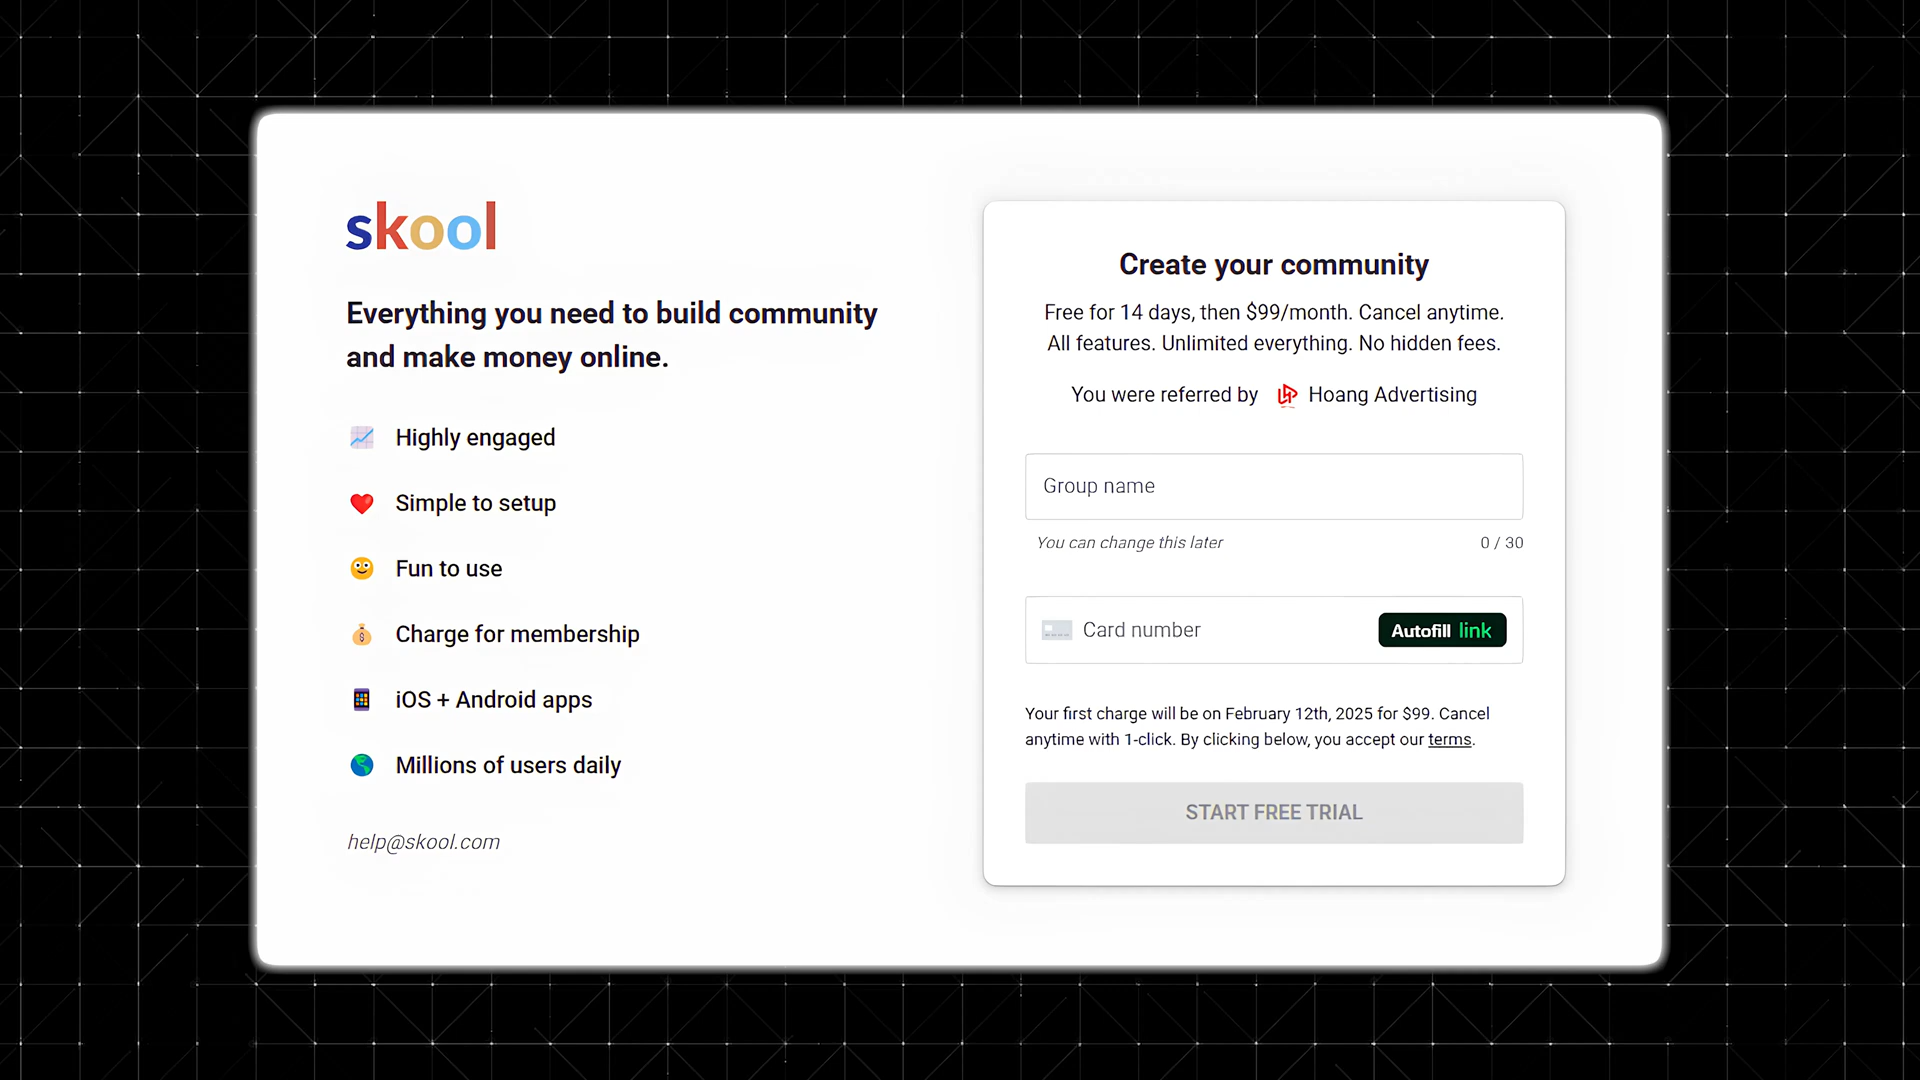 skool
Everything you need to build community
and make money online.
Highly engaged
Simple to setup
Fun to use
Charge for membership
iOS + Android apps
Millions of users daily
help@skool.com
Create your community
Free for 14 days, then $99/month. Cancel anytime.
All features. Unlimited everything. No hidden fees.
You were referred by Hoang Advertising
Group name
You can change this later 0 / 30
Card number Autofill link
Your first charge will be on February 12th, 2025 for $99. Cancel
anytime with 1-click. By clicking below, you accept our terms.
START FREE TRIAL